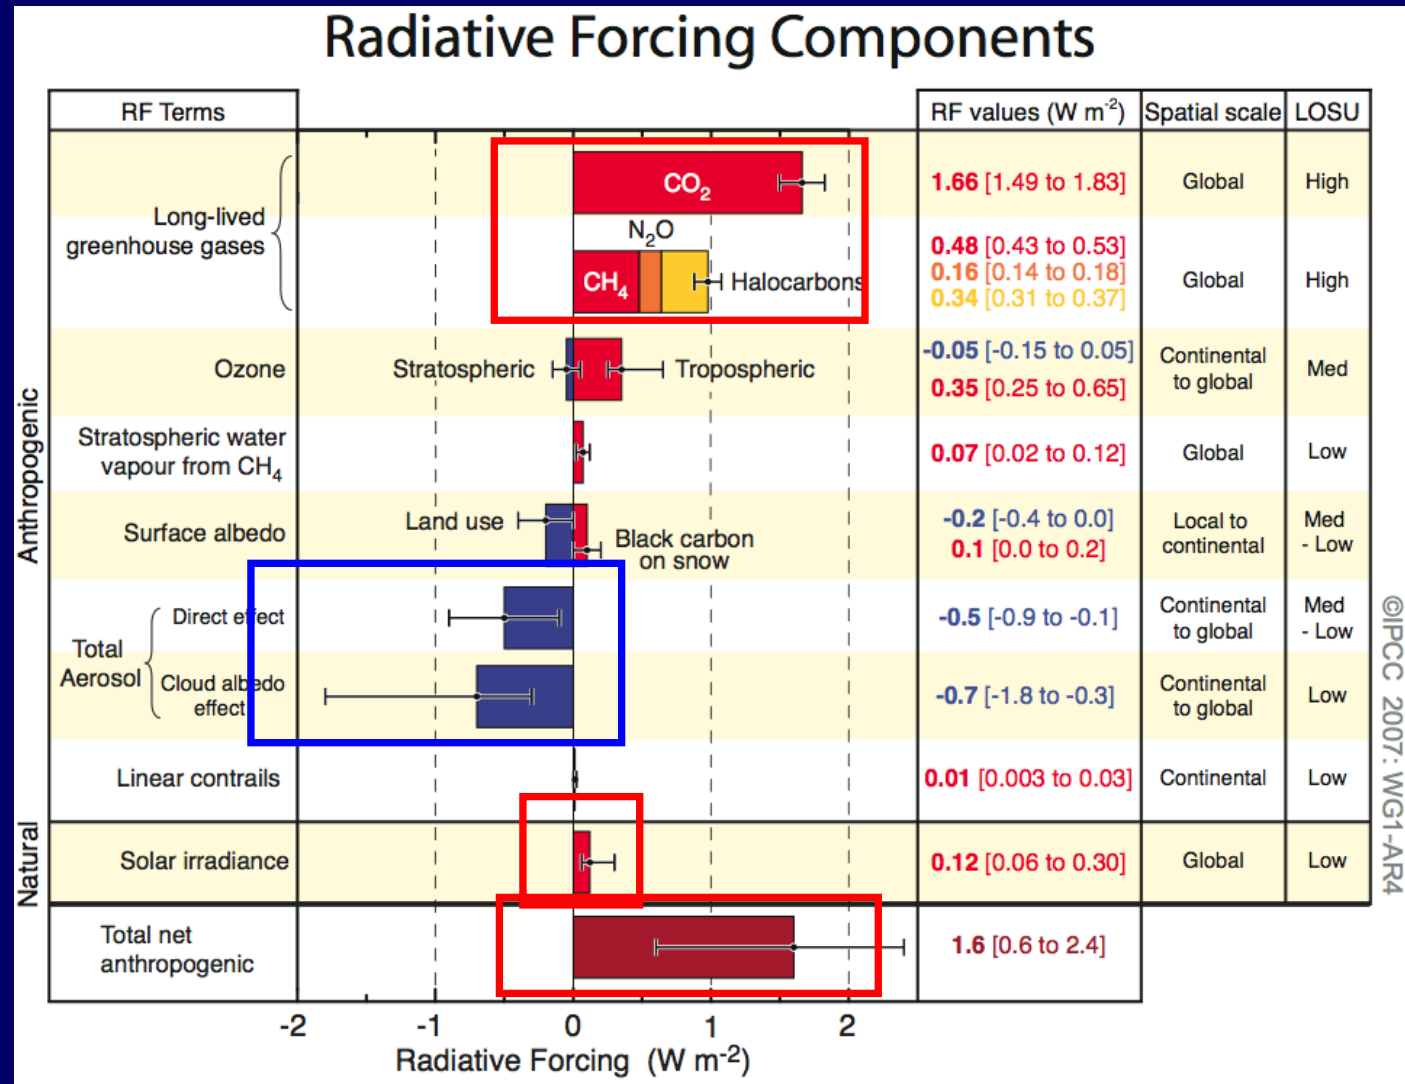 Radiative Forcing Components
RF Terms
RF values (W m-2)
Spatial scale
LOSU
Anthropogenic
Long-lived
greenhouse gases
CO2
1.66 [1.49 to 1.83]
Global
High
N2O
CH4
Halocarbons
0.48 [0.43 to 0.53]
0.16 [0.14 to 0.18]
0.34 [0.31 to 0.37]
Global
High
Ozone
Stratospheric
Tropospheric
-0.05 [-0.15 to 0.05]
0.35 [0.25 to 0.65]
Continental
to global
Med
Stratospheric water
vapour from CH4
0.07 [0.02 to 0.12]
Global
Low
Surface albedo
Land use
Black carbon
on snow
-0.2 [-0.4 to 0.0]
0.1 [0.0 to 0.2]
Local to
continental
Med
- Low
Total
Aerosol
Direct effect
-0.5 [-0.9 to -0.1]
Continental
to global
Med
- Low
Cloud albedo
effect
-0.7 [-1.8 to -0.3]
Continental
to global
Low
Linear contrails
0.01 [0.003 to 0.03]
Continental
Low
Natural
Solar irradiance
0.12 [0.06 to 0.30]
Global
Low
Total net
anthropogenic
1.6 [0.6 to 2.4]
-2 -1 0 1 2
Radiative Forcing (W m-2)
©IPCC 2007: WG1-AR4